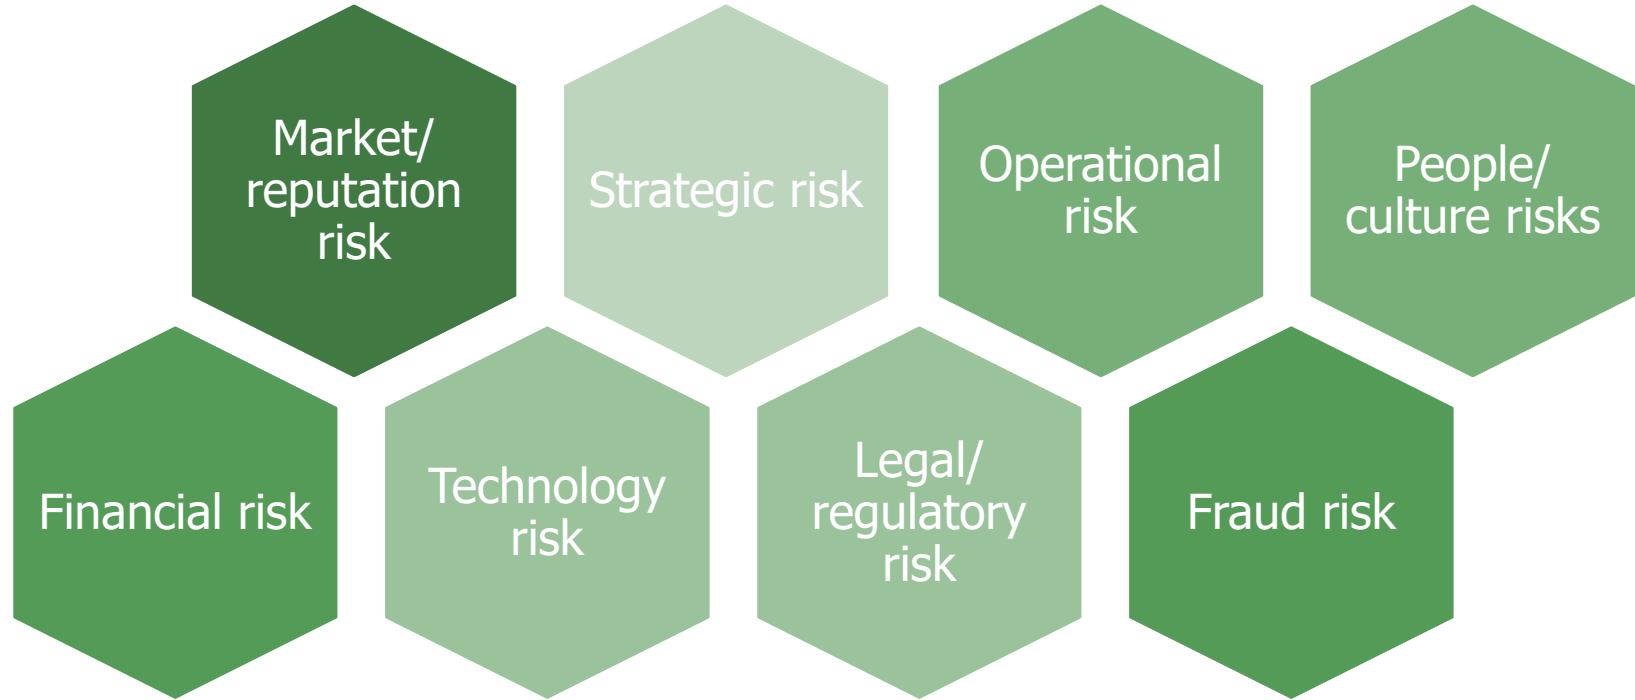 Market/
reputation
risk
Strategic risk
Operational
risk
People/
culture risks
Financial risk
Technology
risk
Legal/
regulatory
risk
Fraud risk